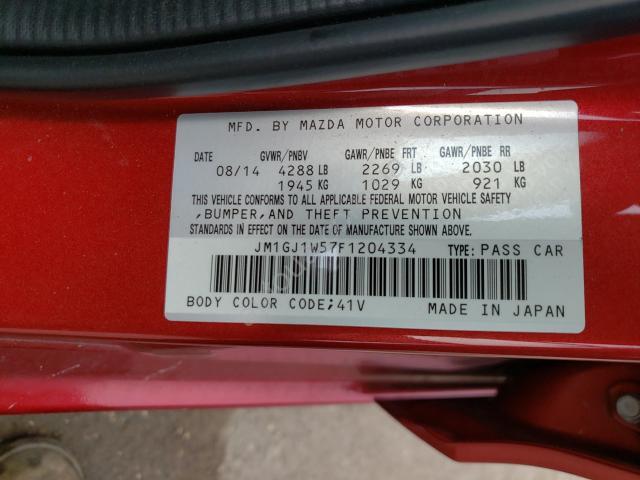 MFD. BY MAZDA MOTOR CORPORATION
DATE GVWR/PNBV GAWR/PNBE FRT GAWR/PNBE RR
08/14 4288 LB 2269 LB 2030 LB
1945 KG 1029 KG 921 KG
THIS VEHICLE CONFORMS TO ALL APPLICABLE FEDERAL MOTOR VEHICLE SAFETY
,BUMPER,AND THEFT PREVENTION
STANDARDS IN EFFECT ON THE DATE OF MANUFACTURE SHOWN ABOVE.
JM1GJ1W57F1204334 TYPE: PASS CAR
BODY COLOR CODE;41V MADE IN JAPAN